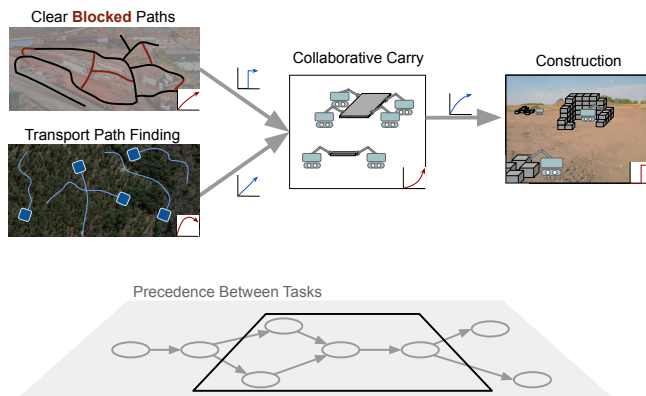 Clear Blocked Paths
Collaborative Carry
Construction
Transport Path Finding
Precedence Between Tasks